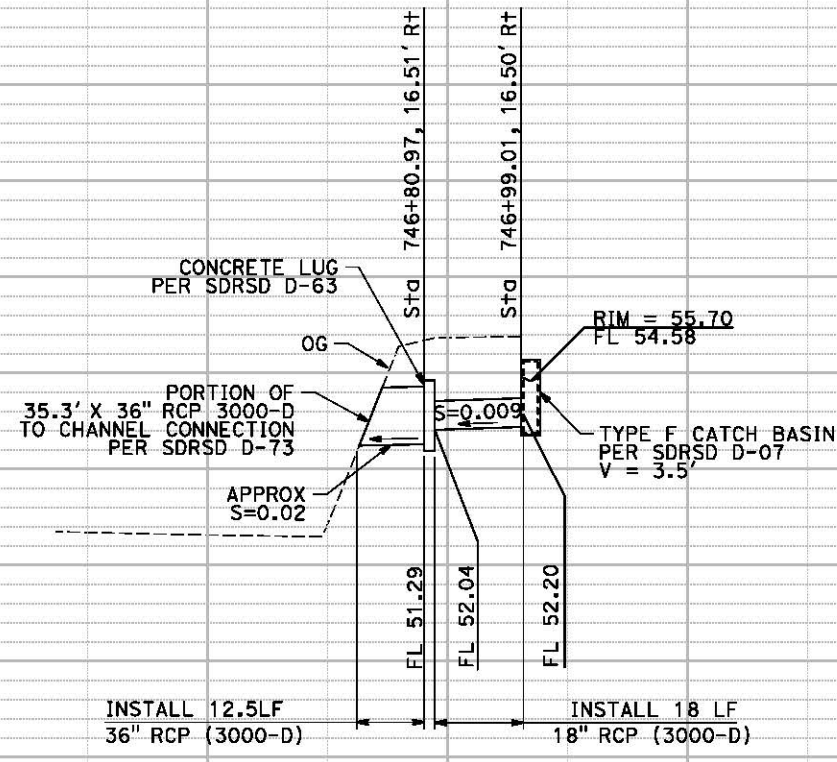 Sta 746+80.97, 16.51' Rt
Sta 746+99.01, 16.50' Rt
CONCRETE LUG
PER SDRSD D-63
RIM = 55.70
FL 54.58
OG
PORTION OF
35.3' X 36" RCP 3000-D
TO CHANNEL CONNECTION
PER SDRSD D-73
S=0.009
TYPE F CATCH BASIN
PER SDRSD D-07
V = 3.5'
APPROX
S=0.02
FL 51.29
FL 52.04
FL 52.20
INSTALL 12.5LF
36" RCP (3000-D)
INSTALL 18 LF
18" RCP (3000-D)